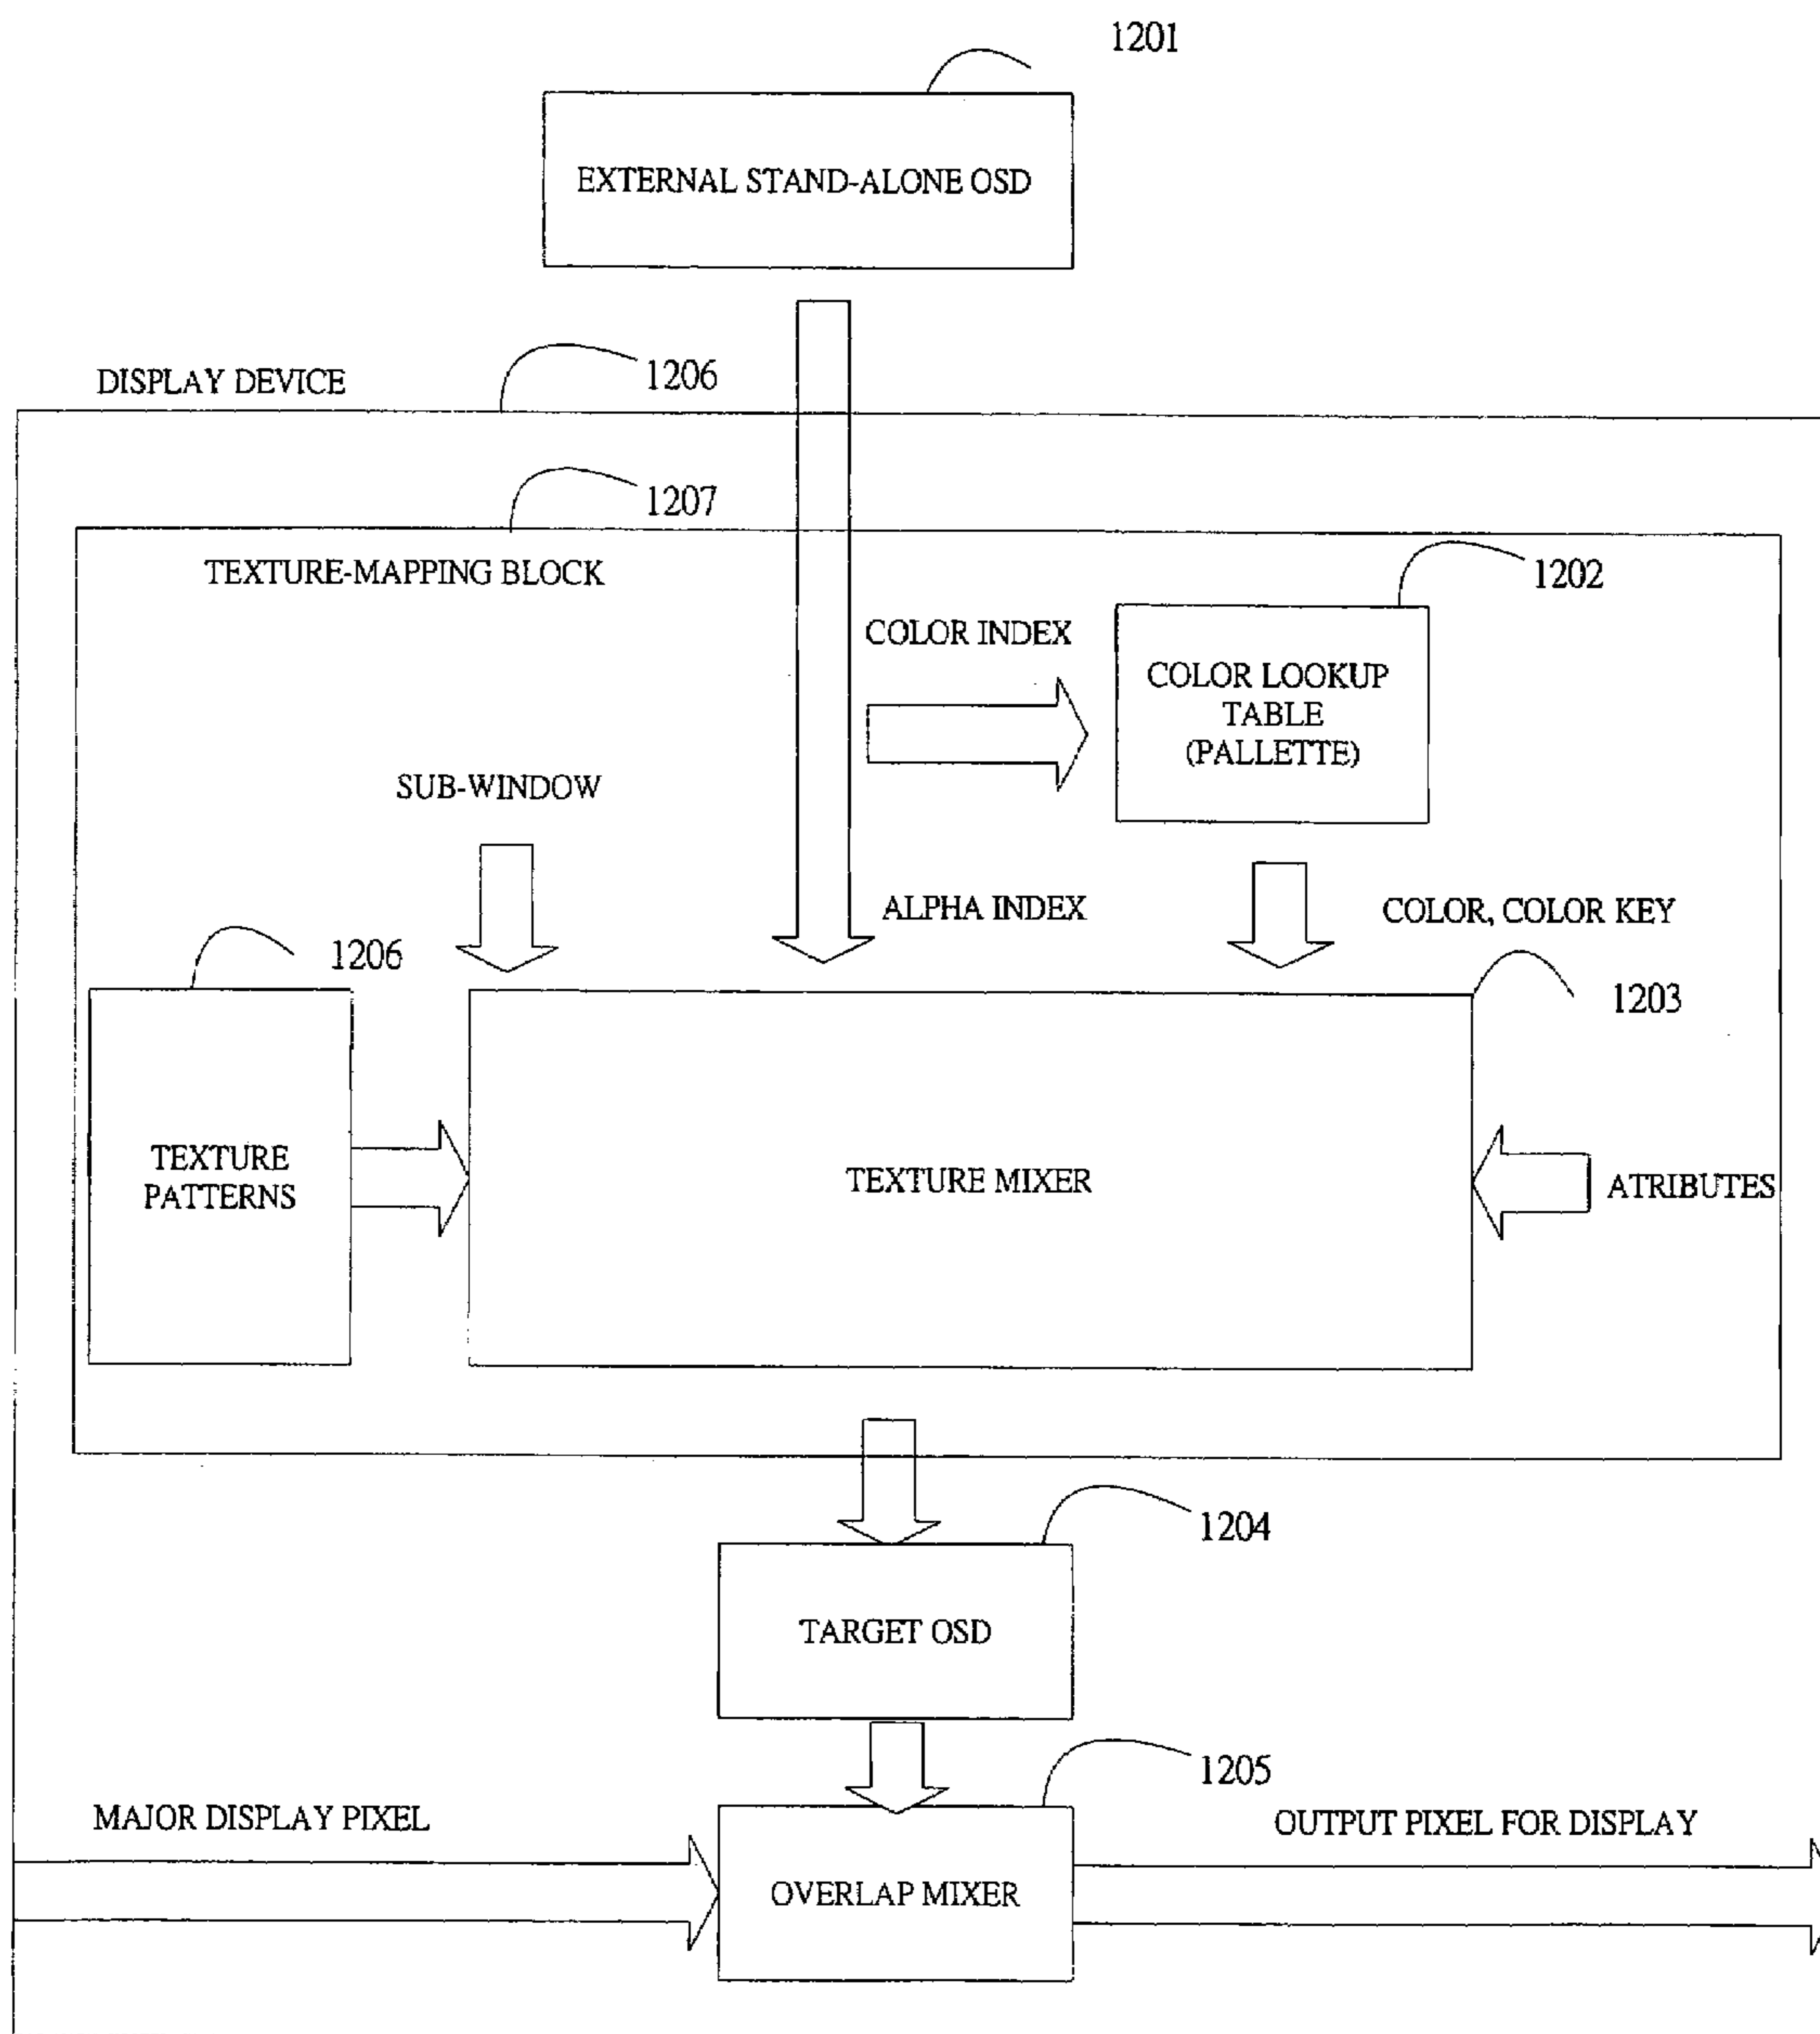 1201
EXTERNAL STAND-ALONE OSD
DISPLAY DEVICE
1206
1207
TEXTURE-MAPPING BLOCK
1202
COLOR INDEX
COLOR LOOKUP
TABLE
(PALLETTE)
SUB-WINDOW
ALPHA INDEX
COLOR, COLOR KEY
1206
1203
TEXTURE
PATTERNS
TEXTURE MIXER
ATRIBUTES
1204
TARGET OSD
1205
MAJOR DISPLAY PIXEL
OUTPUT PIXEL FOR DISPLAY
OVERLAP MIXER